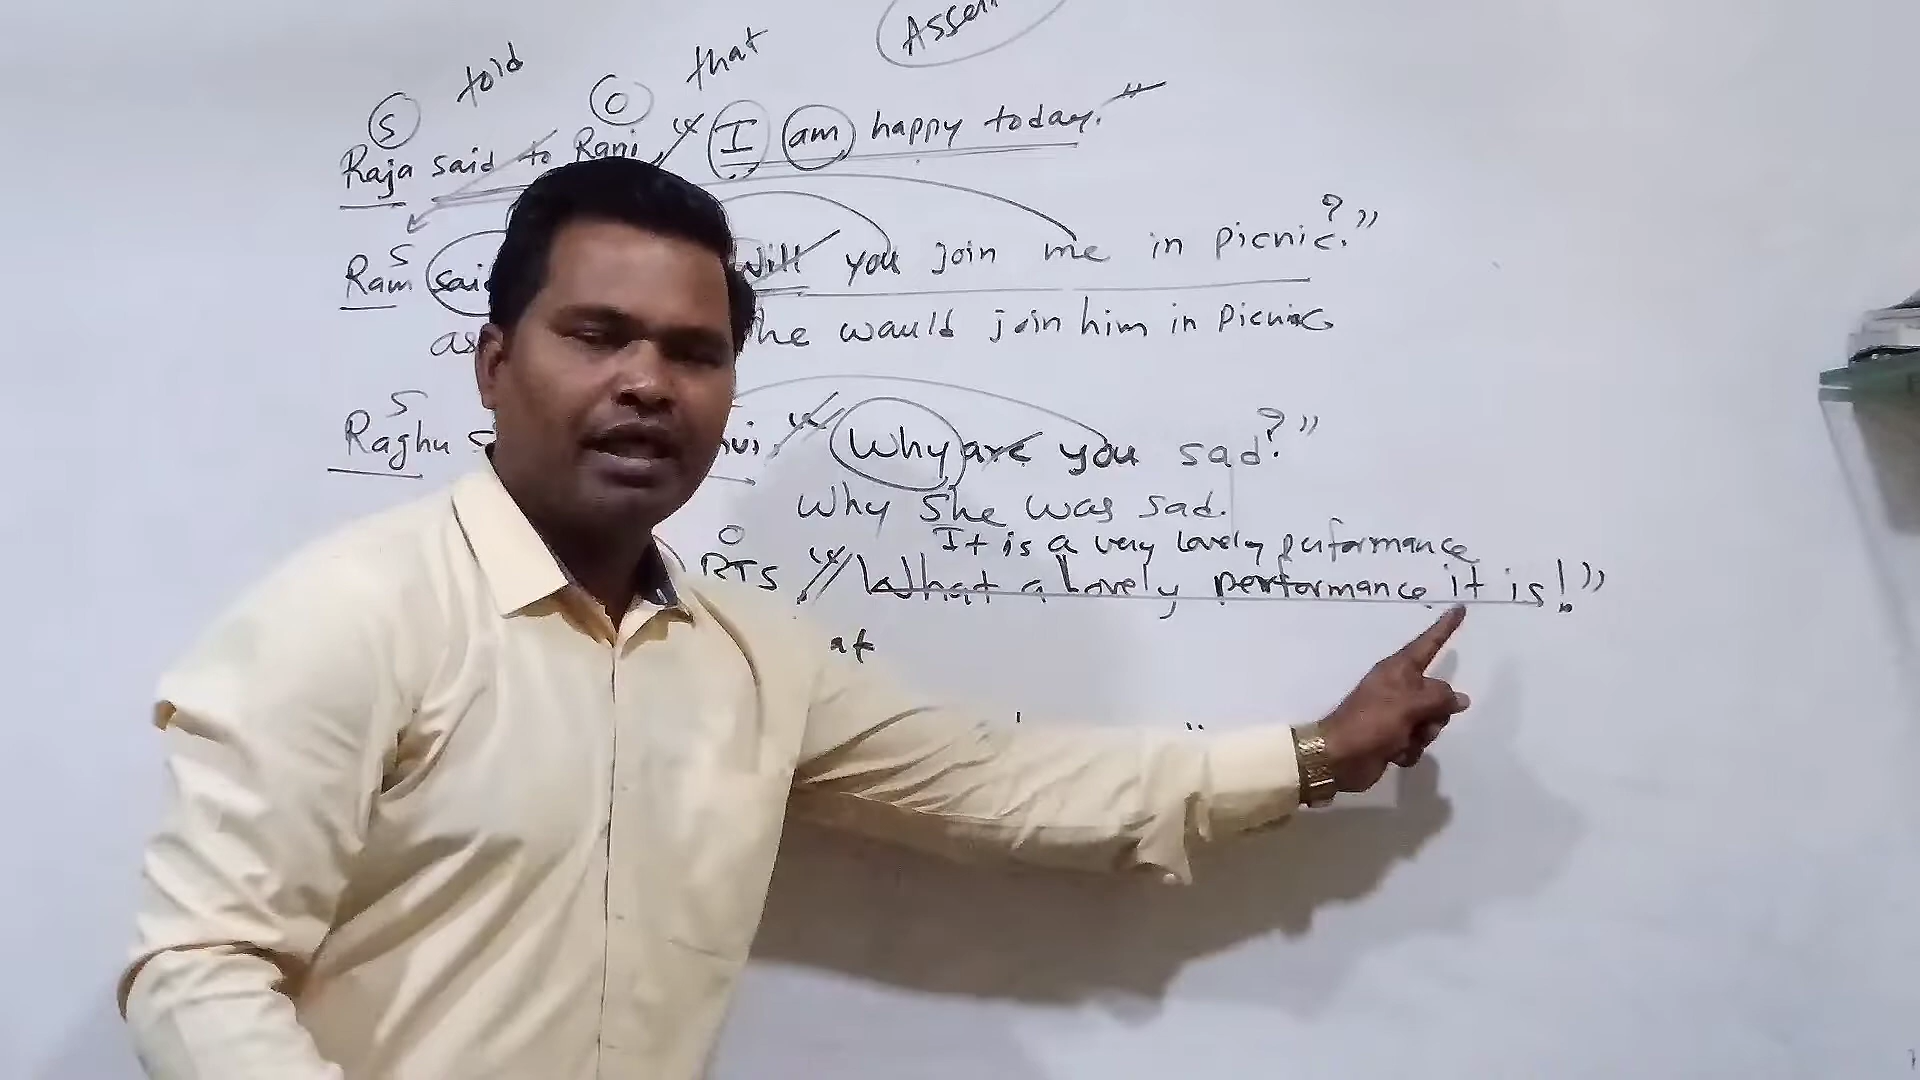 told that
S O
Raja said to Rani, "I am happy today."
S
Ram said will you join me in picnic?"
he would join him in picnic
S
Raghu "Why are you sad?"
Why she was sad.
It is a very lovely performance
O
"What a lovely performance it is!"